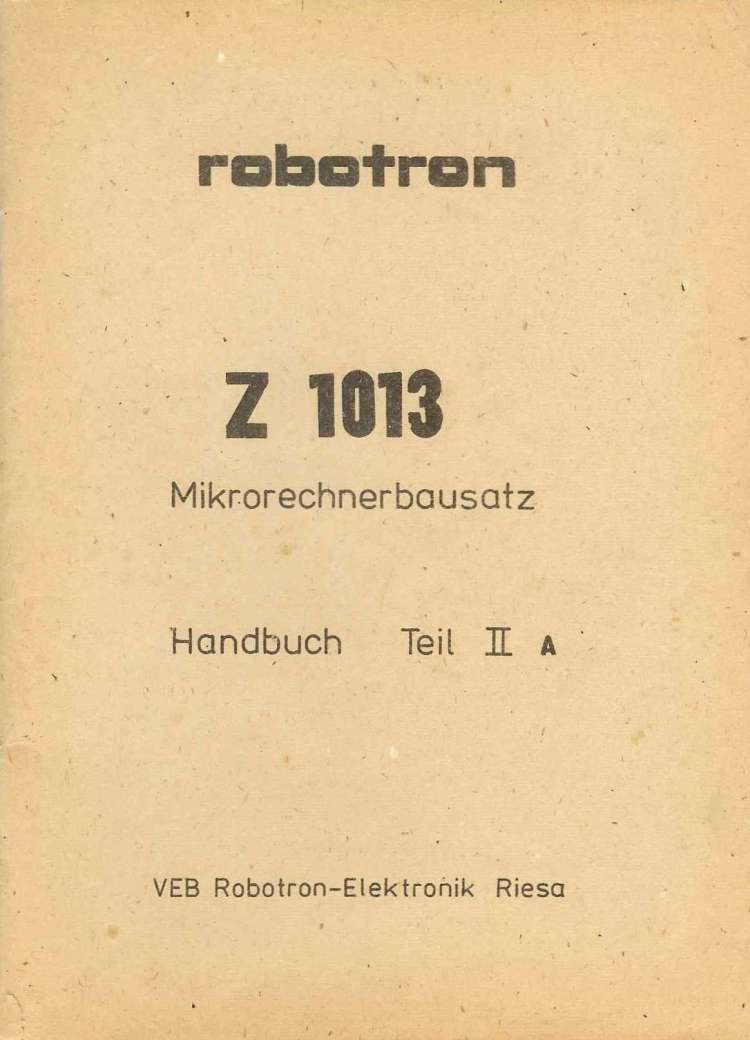 robotron
Z 1013
Mikrorechnerbausatz
Handbuch Teil II A
VEB Robotron-Elektronik Riesa